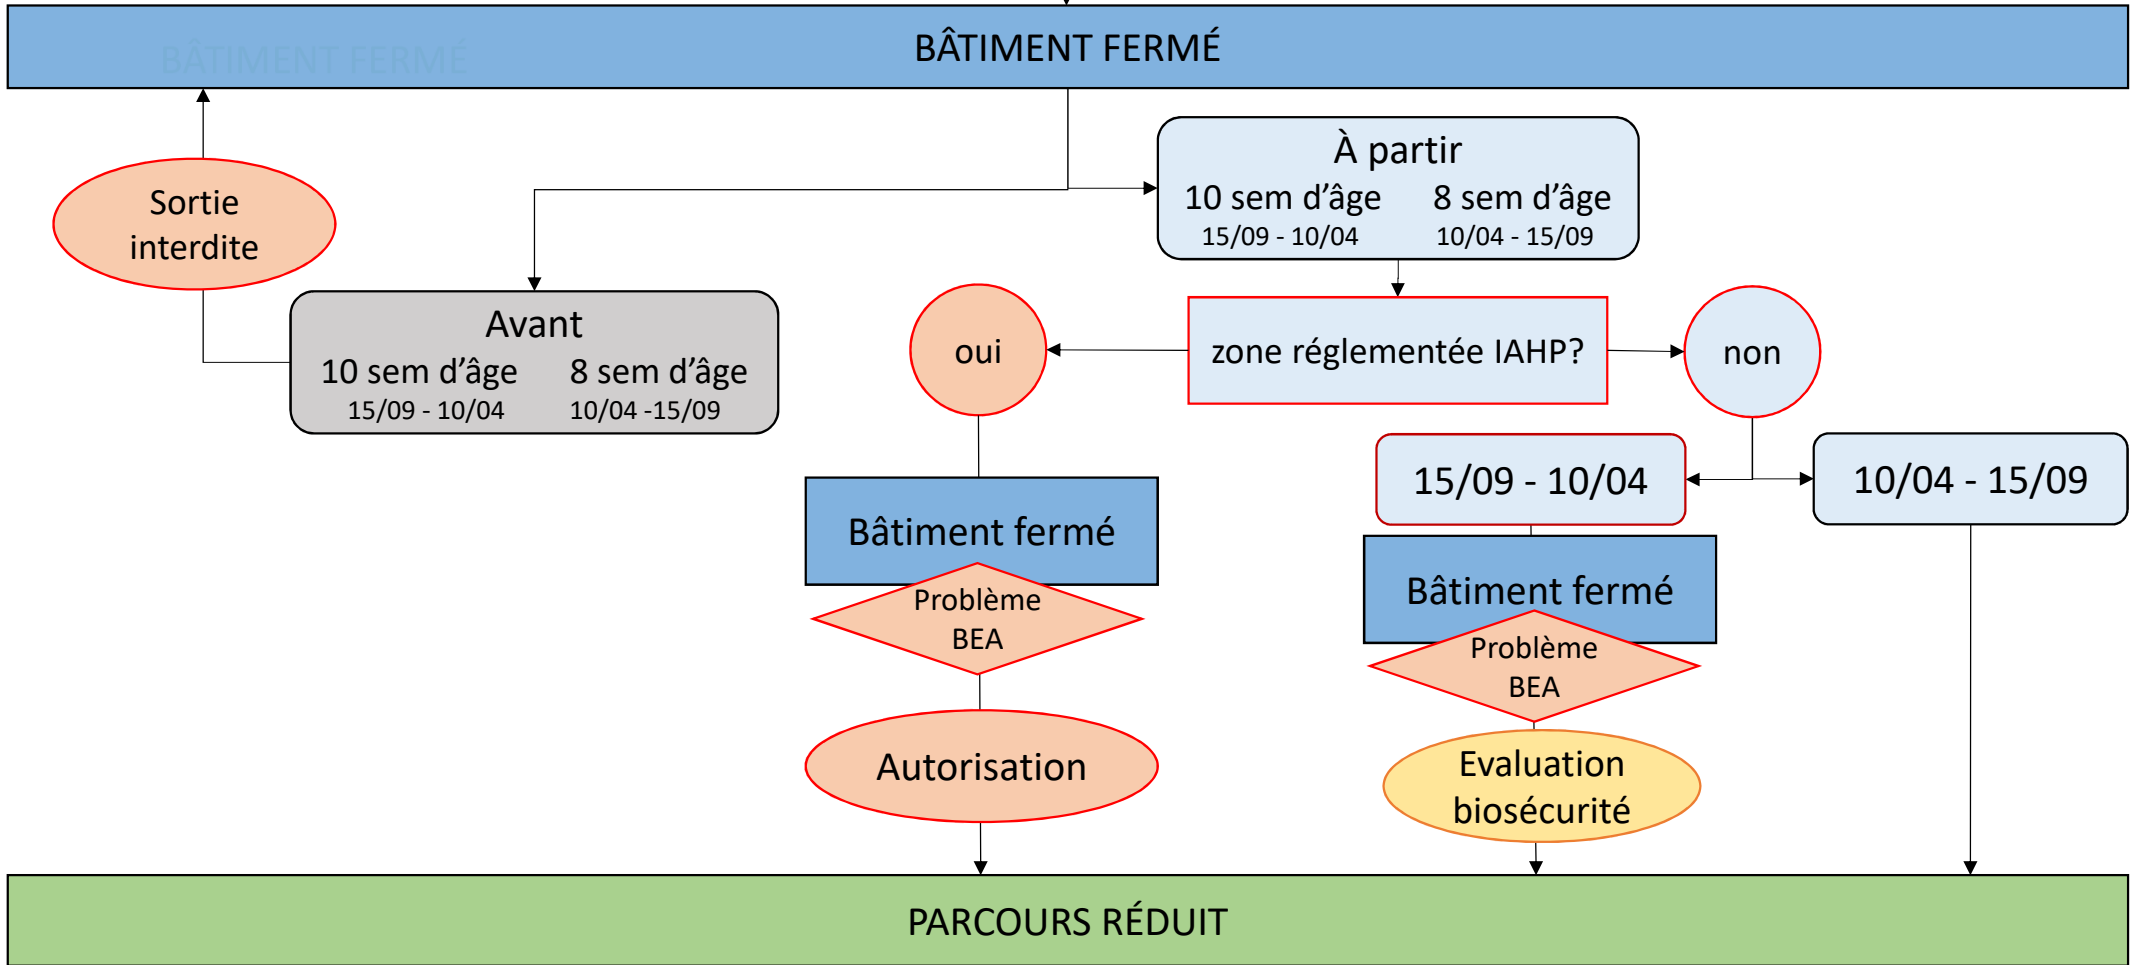 BÂTIMENT FERMÉ
BÂTIMENT FERMÉ
À partir
10 sem d’âge 8 sem d’âge
15/09 - 10/04 10/04 - 15/09
Sortie
interdite
Avant
10 sem d’âge 8 sem d’âge
15/09 - 10/04 10/04 -15/09
oui
zone réglementée IAHP?
non
15/09 - 10/04
10/04 - 15/09
Bâtiment fermé
Problème
BEA
Bâtiment fermé
Problème
BEA
Autorisation
Evaluation
biosécurité
PARCOURS RÉDUIT